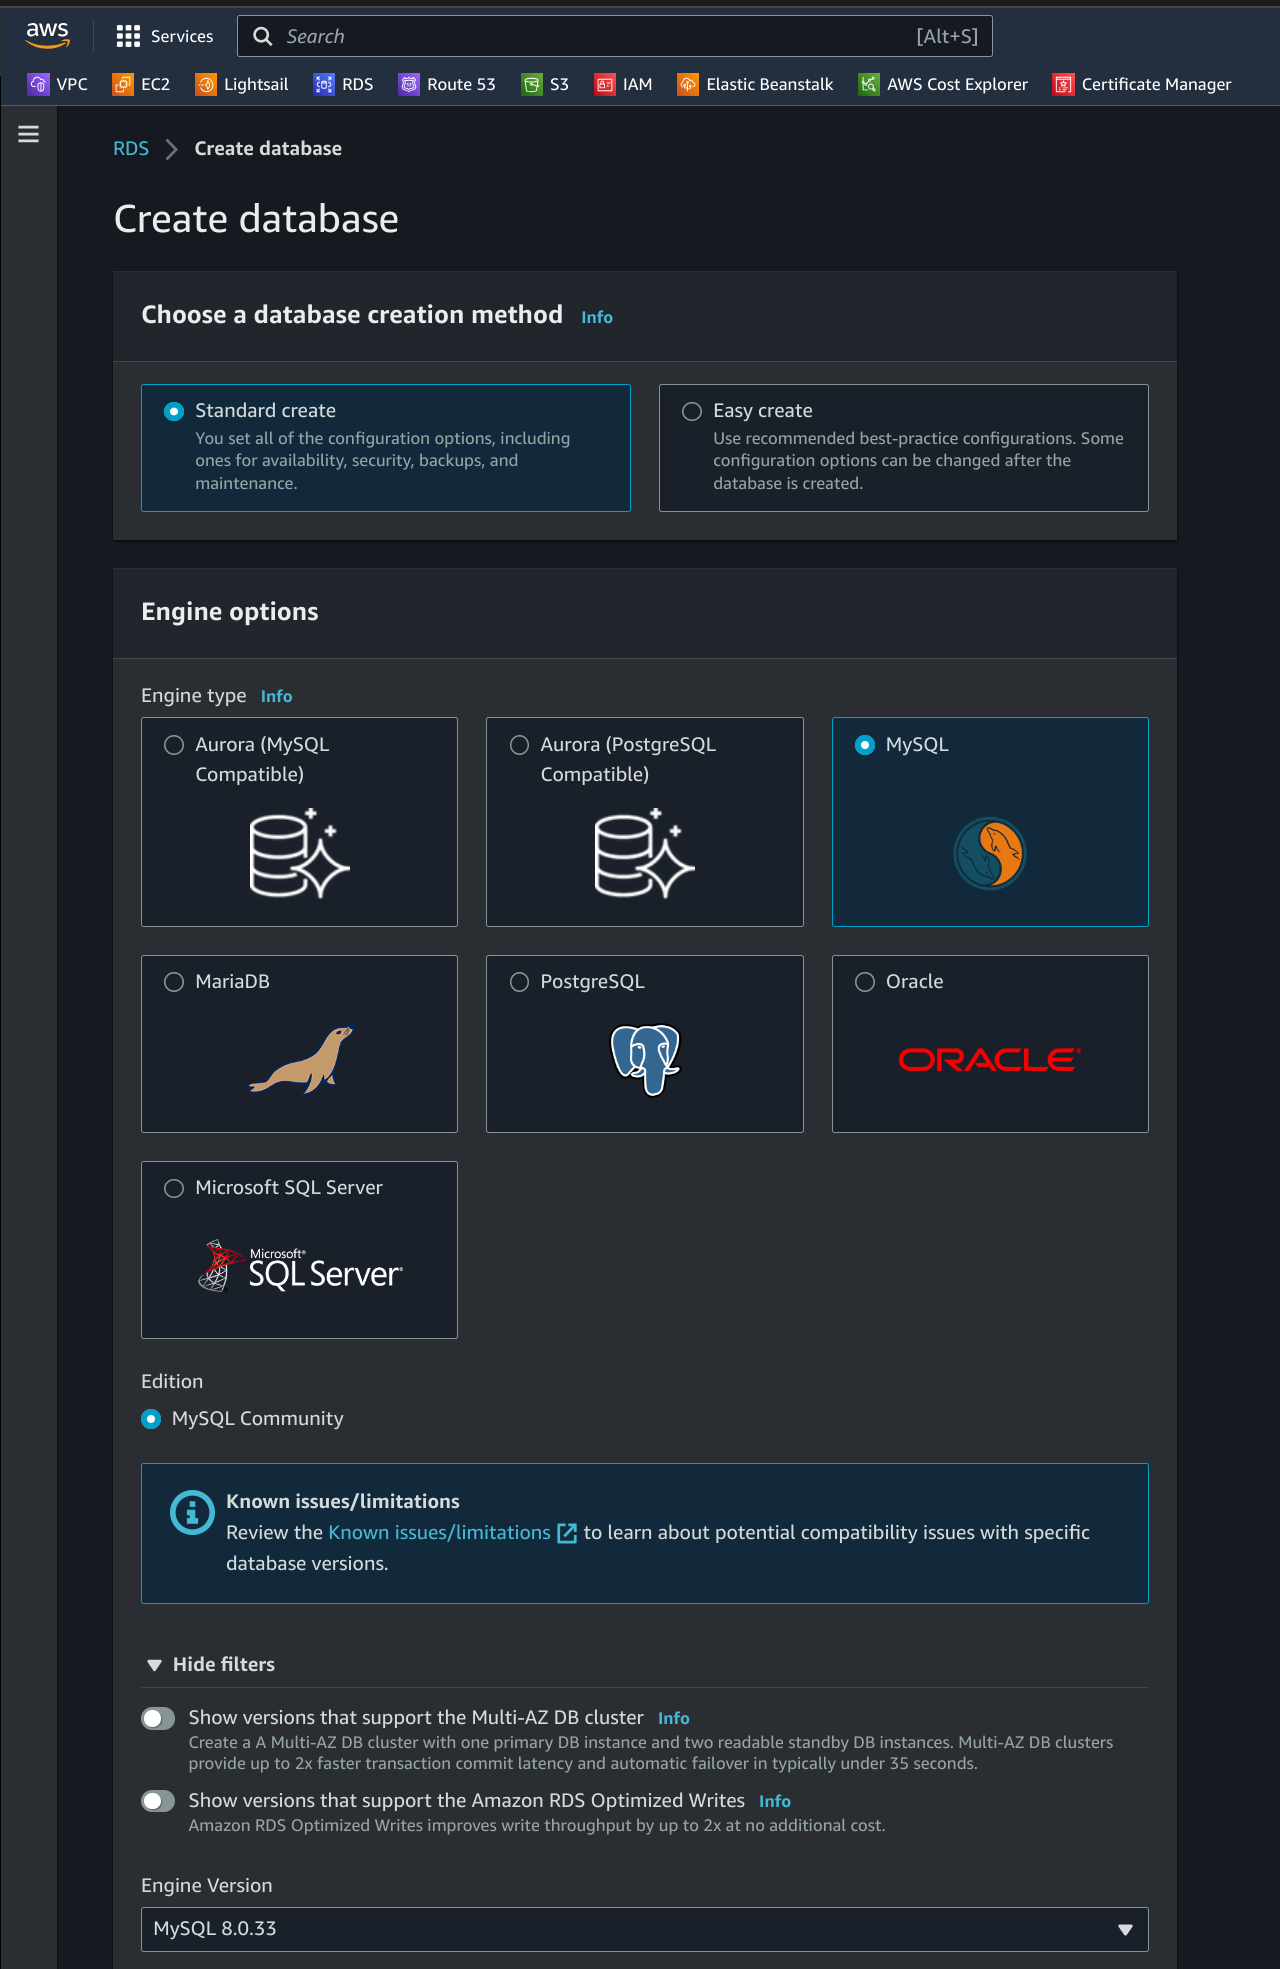 aws
Services
Search
[Alt+S]
VPC
EC2
Lightsail
RDS
Route 53
S3
IAM
Elastic Beanstalk
AWS Cost Explorer
Certificate Manager
RDS
Create database
Create database
Choose a database creation method Info
Standard create
You set all of the configuration options, including
ones for availability, security, backups, and
maintenance.
Easy create
Use recommended best-practice configurations. Some
configuration options can be changed after the
database is created.
Engine options
Engine type Info
Aurora (MySQL
Compatible)
Aurora (PostgreSQL
Compatible)
MySQL
MariaDB
PostgreSQL
Oracle
ORACLE®
Microsoft SQL Server
Microsoft®
SQL Server®
Edition
MySQL Community
Known issues/limitations
Review the Known issues/limitations to learn about potential compatibility issues with specific
database versions.
Hide filters
Show versions that support the Multi-AZ DB cluster Info
Create a A Multi-AZ DB cluster with one primary DB instance and two readable standby DB instances. Multi-AZ DB clusters
provide up to 2x faster transaction commit latency and automatic failover in typically under 35 seconds.
Show versions that support the Amazon RDS Optimized Writes Info
Amazon RDS Optimized Writes improves write throughput by up to 2x at no additional cost.
Engine Version
MySQL 8.0.33